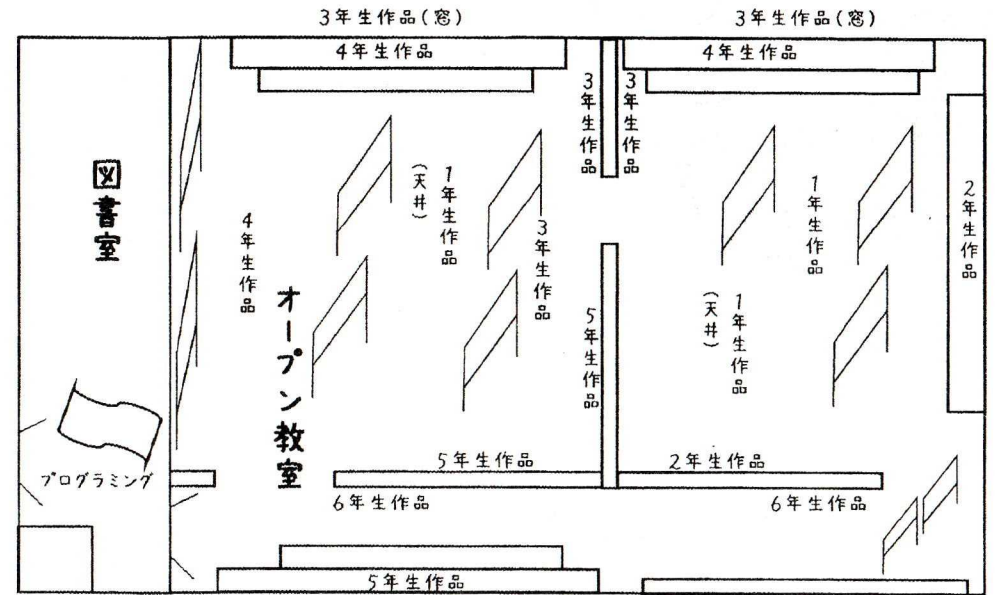 3年生作品(窓)
3年生作品(窓)
4年生作品
4年生作品
3年生作品
3年生作品
図書室
4年生作品
オープン教室
1年生作品
(天井)
3年生作品
1年生作品
2年生作品
1年生作品
(天井)
5年生作品
プログラミング
5年生作品
2年生作品
6年生作品
6年生作品
5年生作品